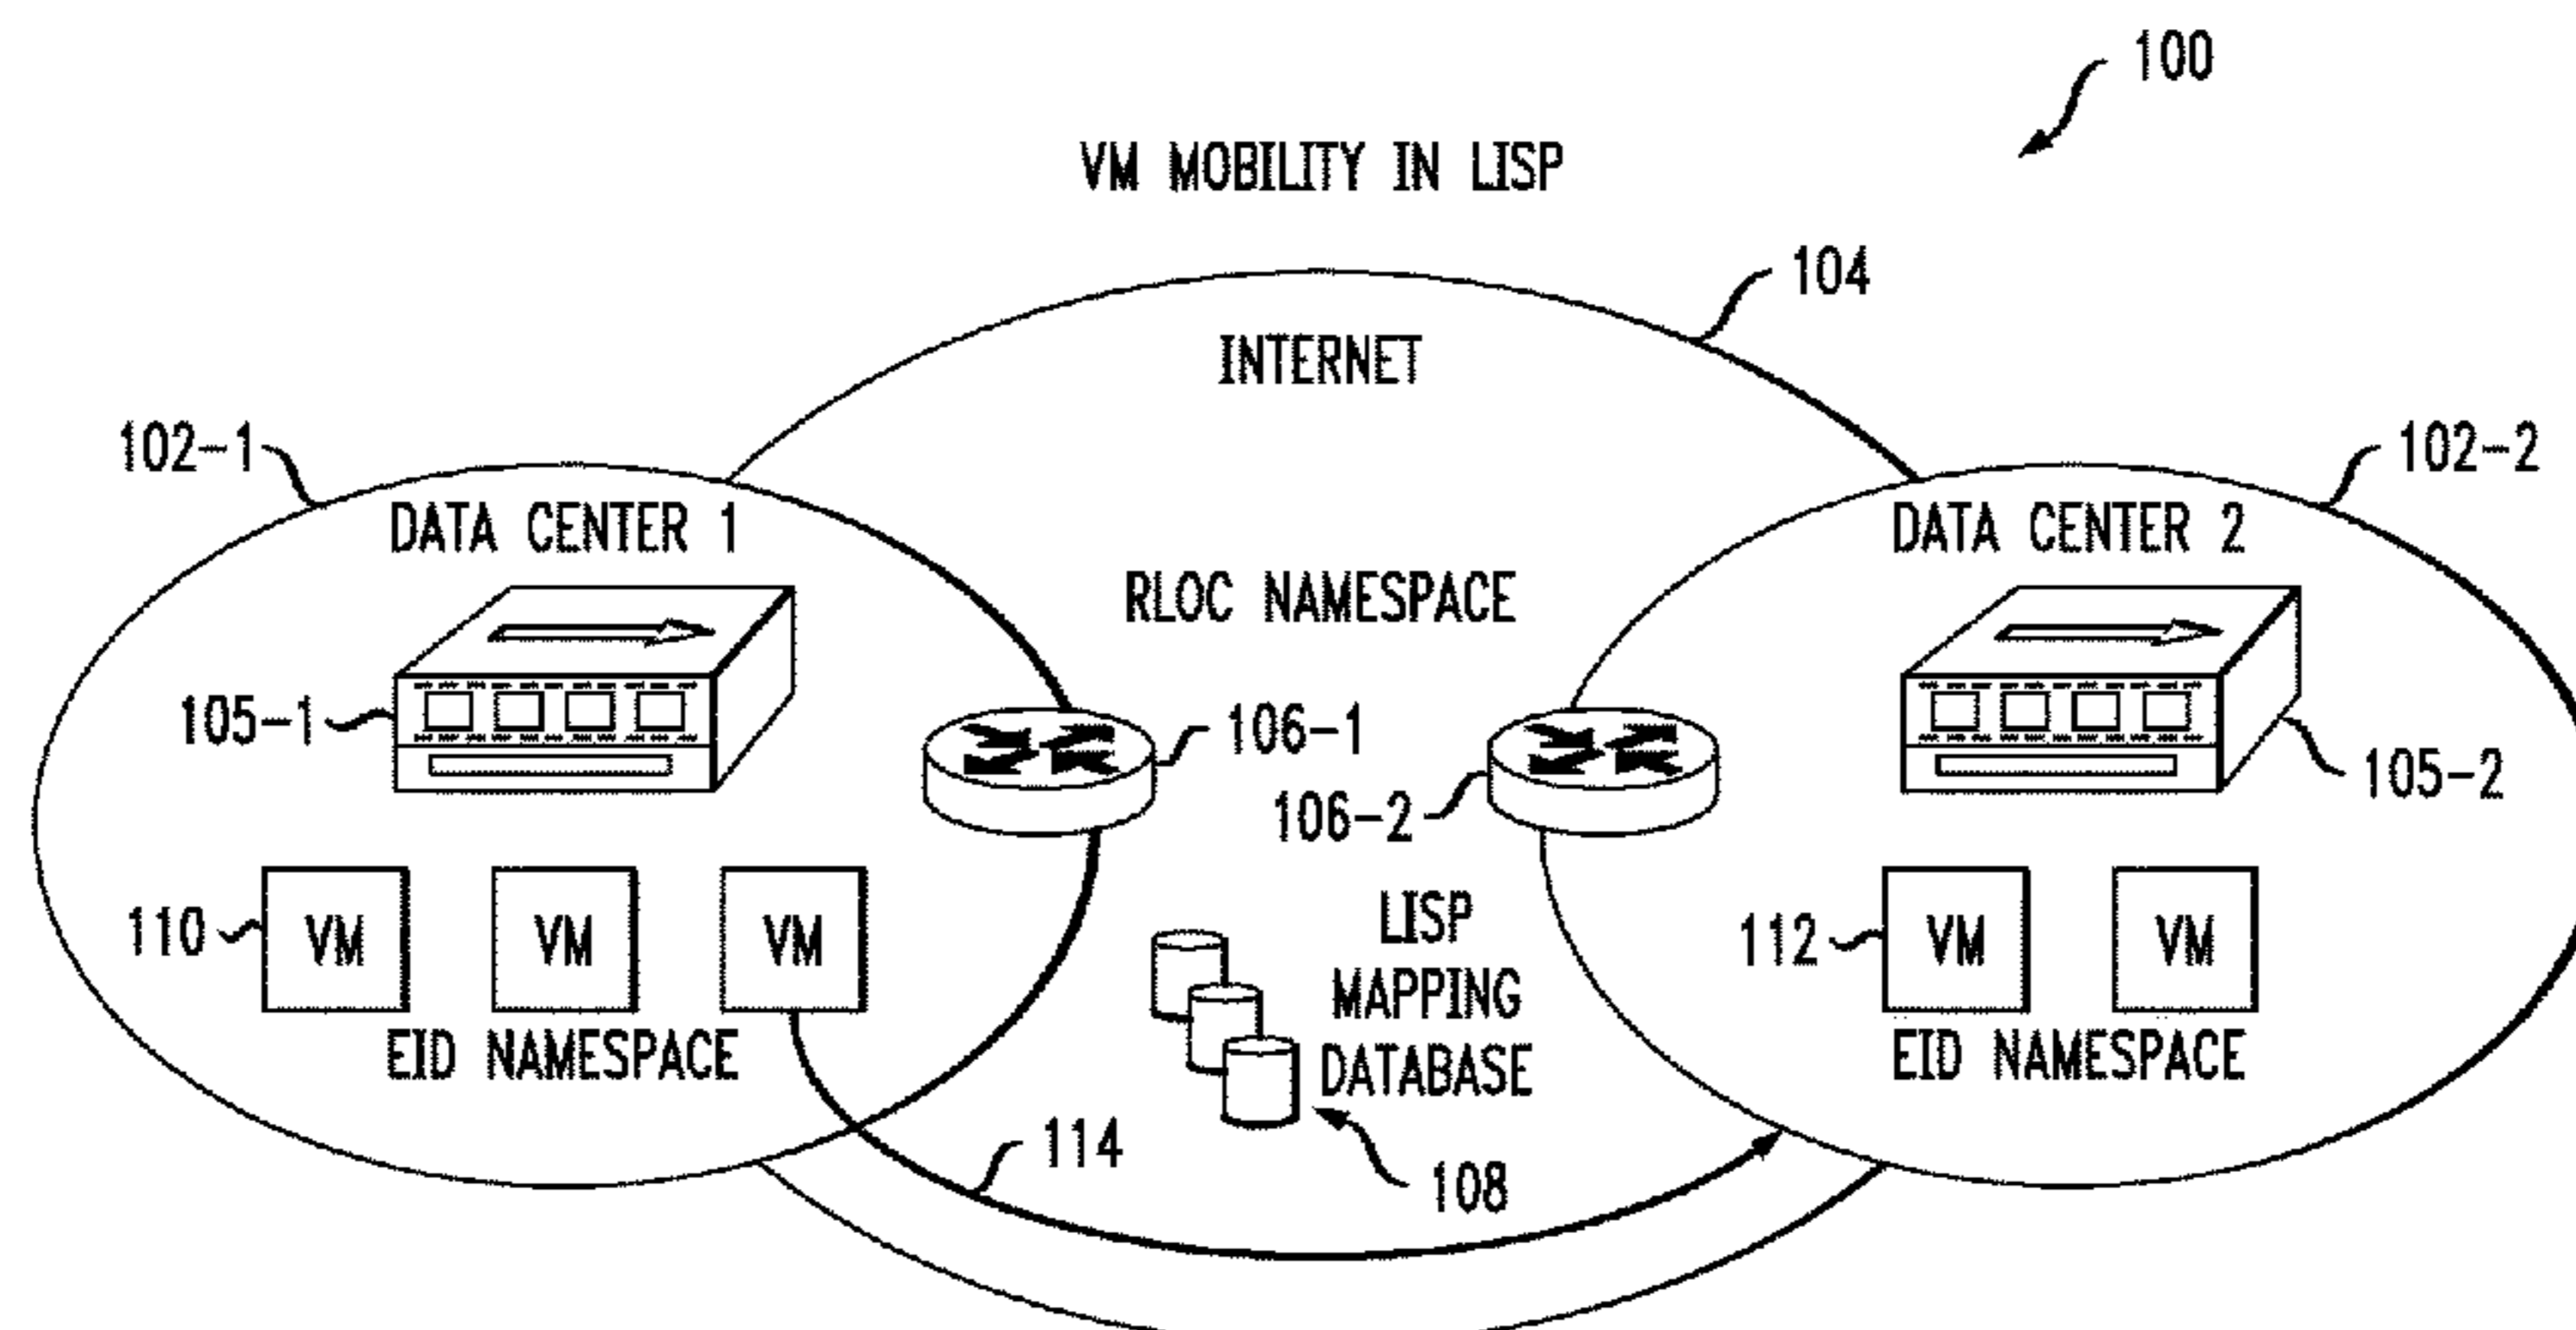 100
VM MOBILITY IN LISP
104
INTERNET
102-1
102-2
DATA CENTER 1
DATA CENTER 2
RLOC NAMESPACE
105-1
106-1
106-2
105-2
110
VM
VM
VM
LISP
MAPPING
DATABASE
112
VM
VM
EID NAMESPACE
EID NAMESPACE
114
108